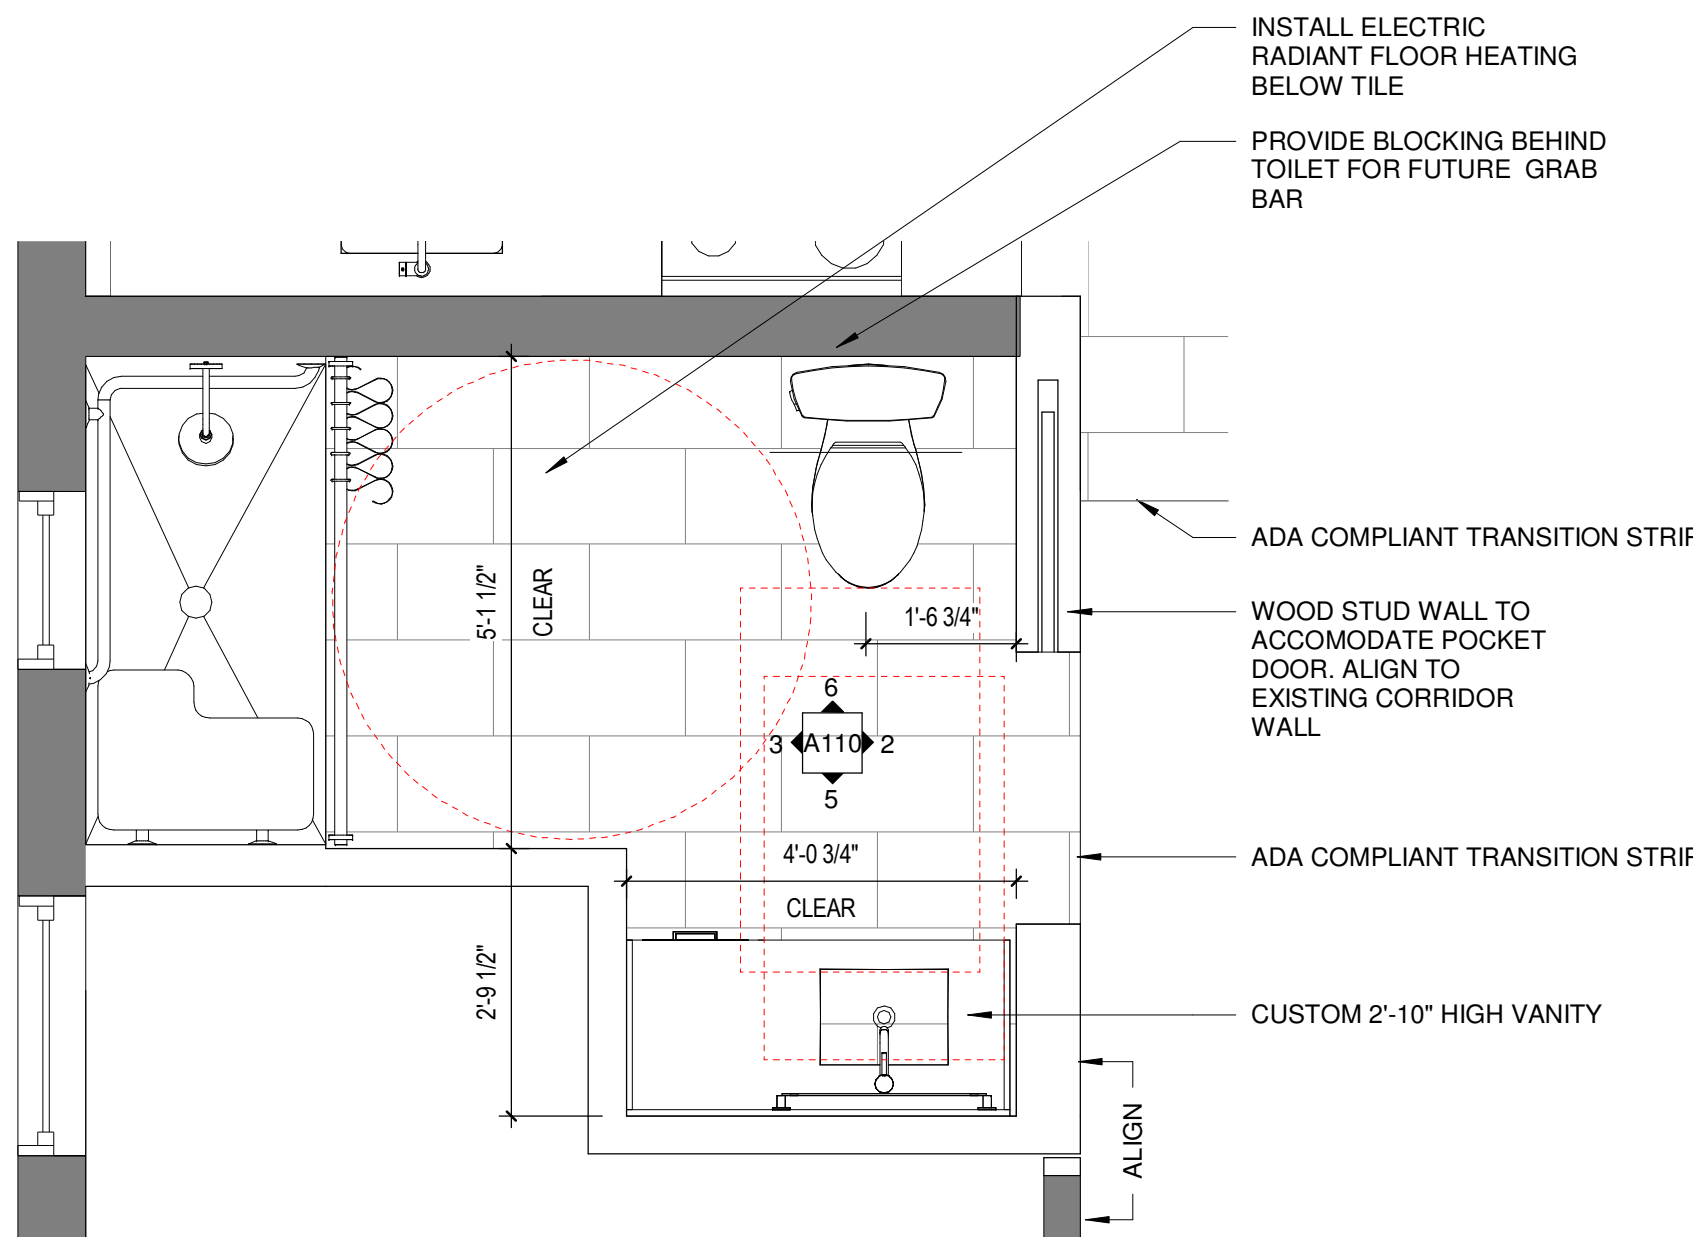 INSTALL ELECTRIC
RADIANT FLOOR HEATING
BELOW TILE
PROVIDE BLOCKING BEHIND
TOILET FOR FUTURE GRAB
BAR
ADA COMPLIANT TRANSITION STRIP
WOOD STUD WALL TO
ACCOMODATE POCKET
DOOR. ALIGN TO
EXISTING CORRIDOR
WALL
5'-1 1/2"
CLEAR
1'-6 3/4"
6
3 A110 2
5
4'-0 3/4"
CLEAR
ADA COMPLIANT TRANSITION STRIP
2'-9 1/2"
CUSTOM 2'-10" HIGH VANITY
ALIGN